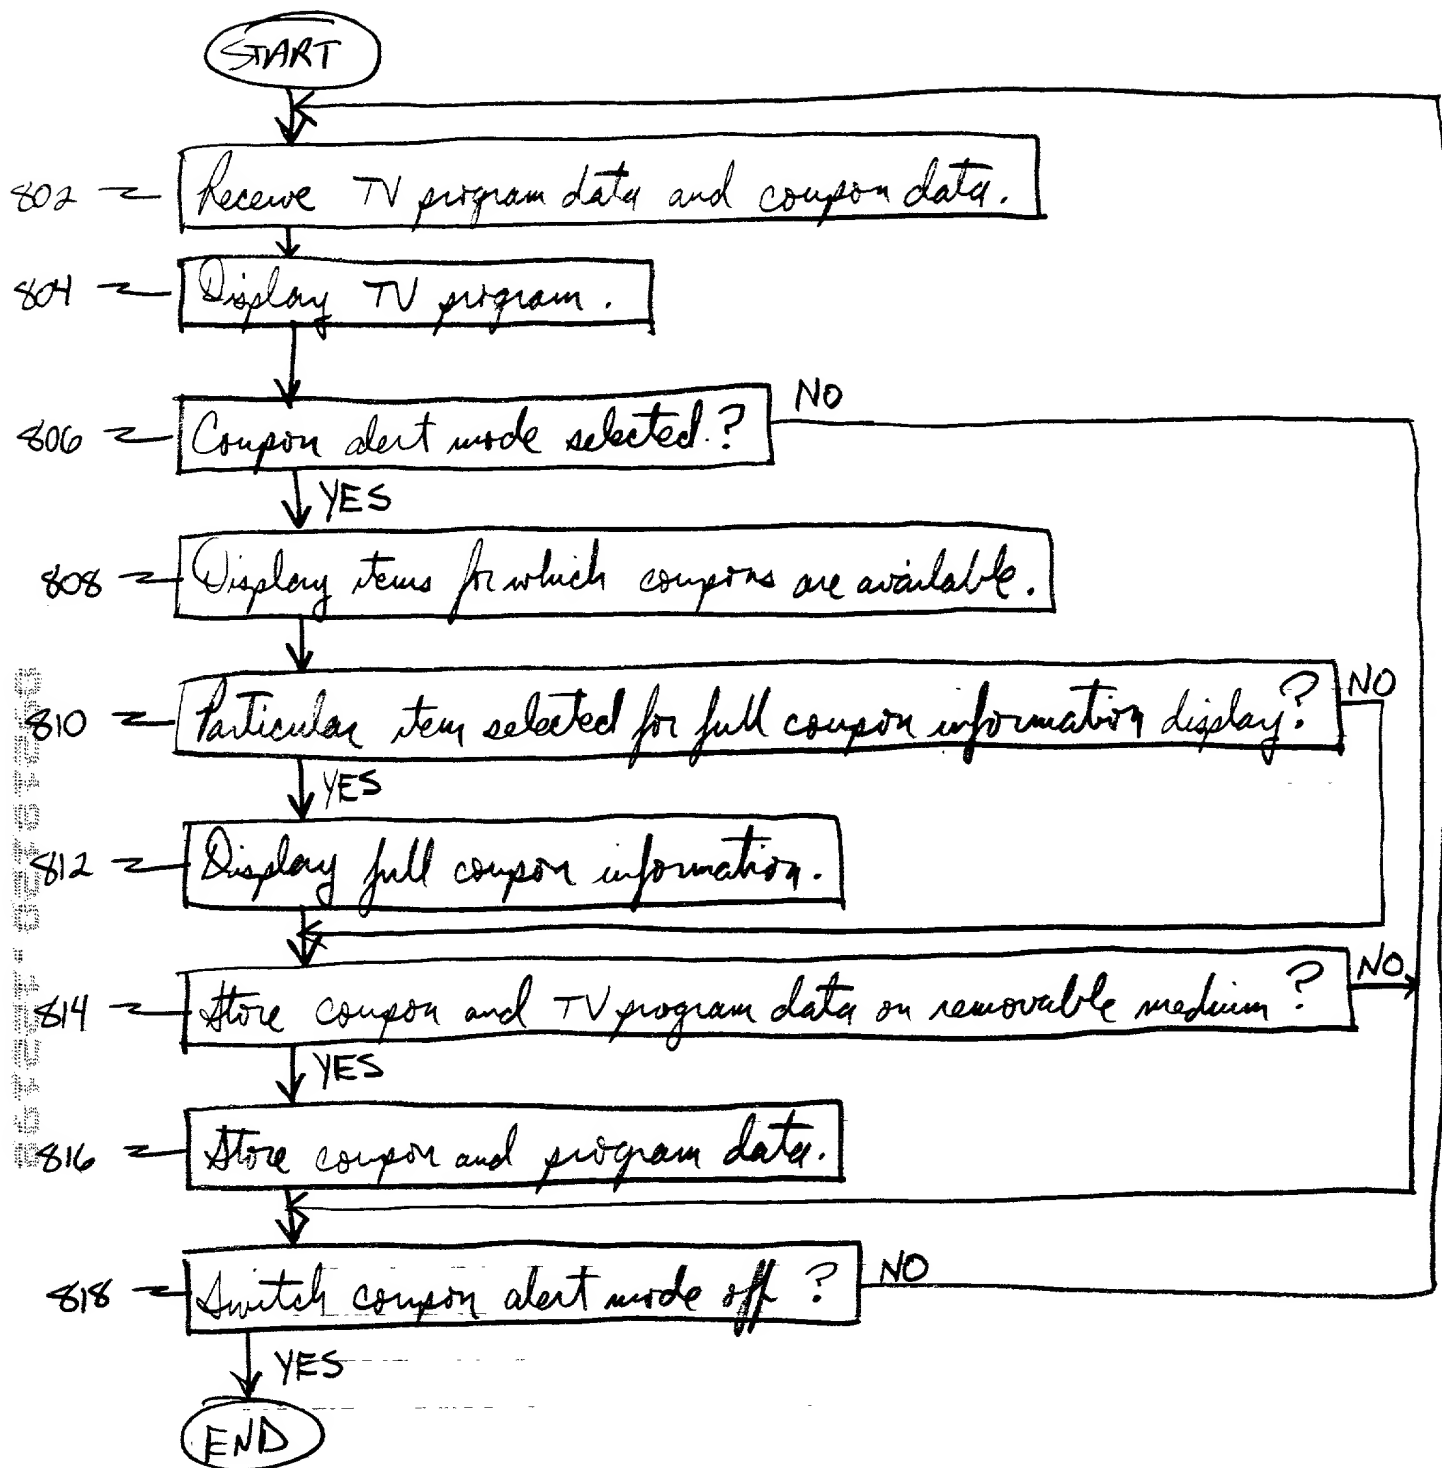 START
802 Receive TV program data and coupon data.
804 Display TV program.
806 Coupon alert mode selected? NO
YES
808 Display items for which coupons are available.
810 Particular item selected for full coupon information display? NO
YES
812 Display full coupon information.
814 Store coupon and TV program data on removable medium? NO
YES
816 Store coupon and program data.
818 Switch coupon alert mode off? NO
YES
END